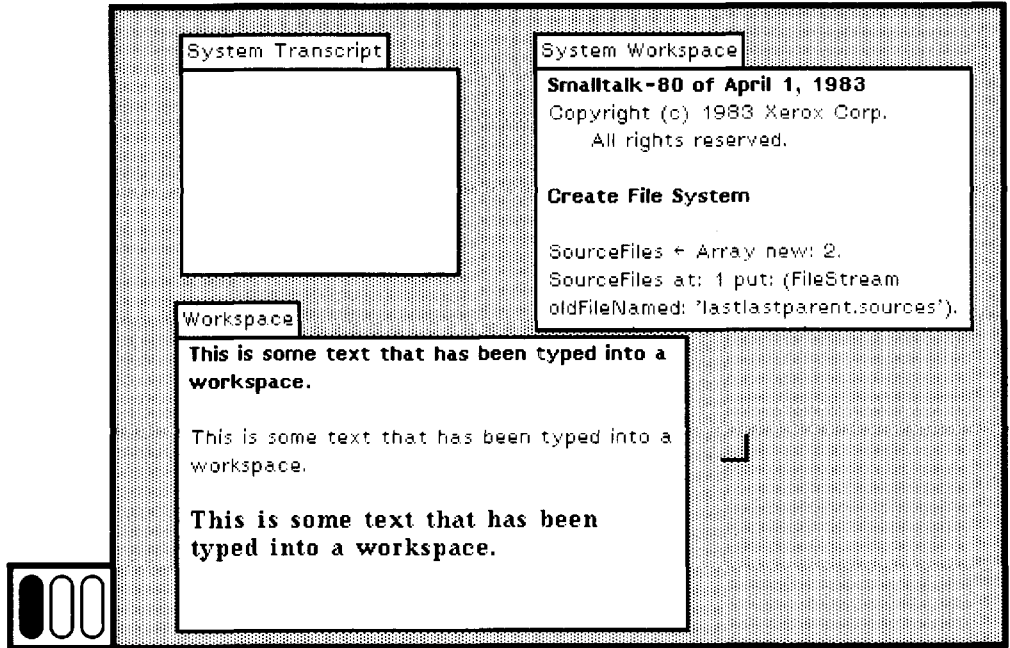 System Transcript
System Workspace
Smalltalk-80 of April 1, 1983
Copyright (c) 1983 Xerox Corp.
All rights reserved.
Create File System
SourceFiles ← Array new: 2.
SourceFiles at: 1 put: (FileStream
oldFileNamed: 'lastlastparent.sources').
Workspace
This is some text that has been typed into a
workspace.
This is some text that has been typed into a
workspace.
This is some text that has been
typed into a workspace.